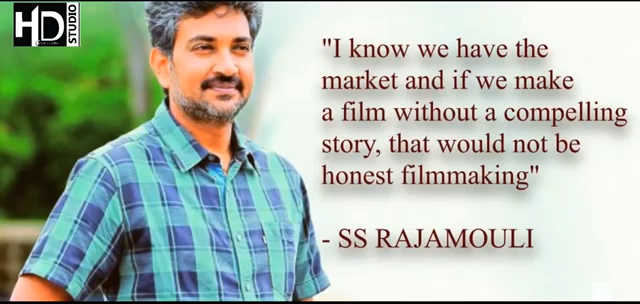 HD
STUDIO
"I know we have the
market and if we make
a film without a compelling
story, that would not be
honest filmmaking"
- SS RAJAMOULI